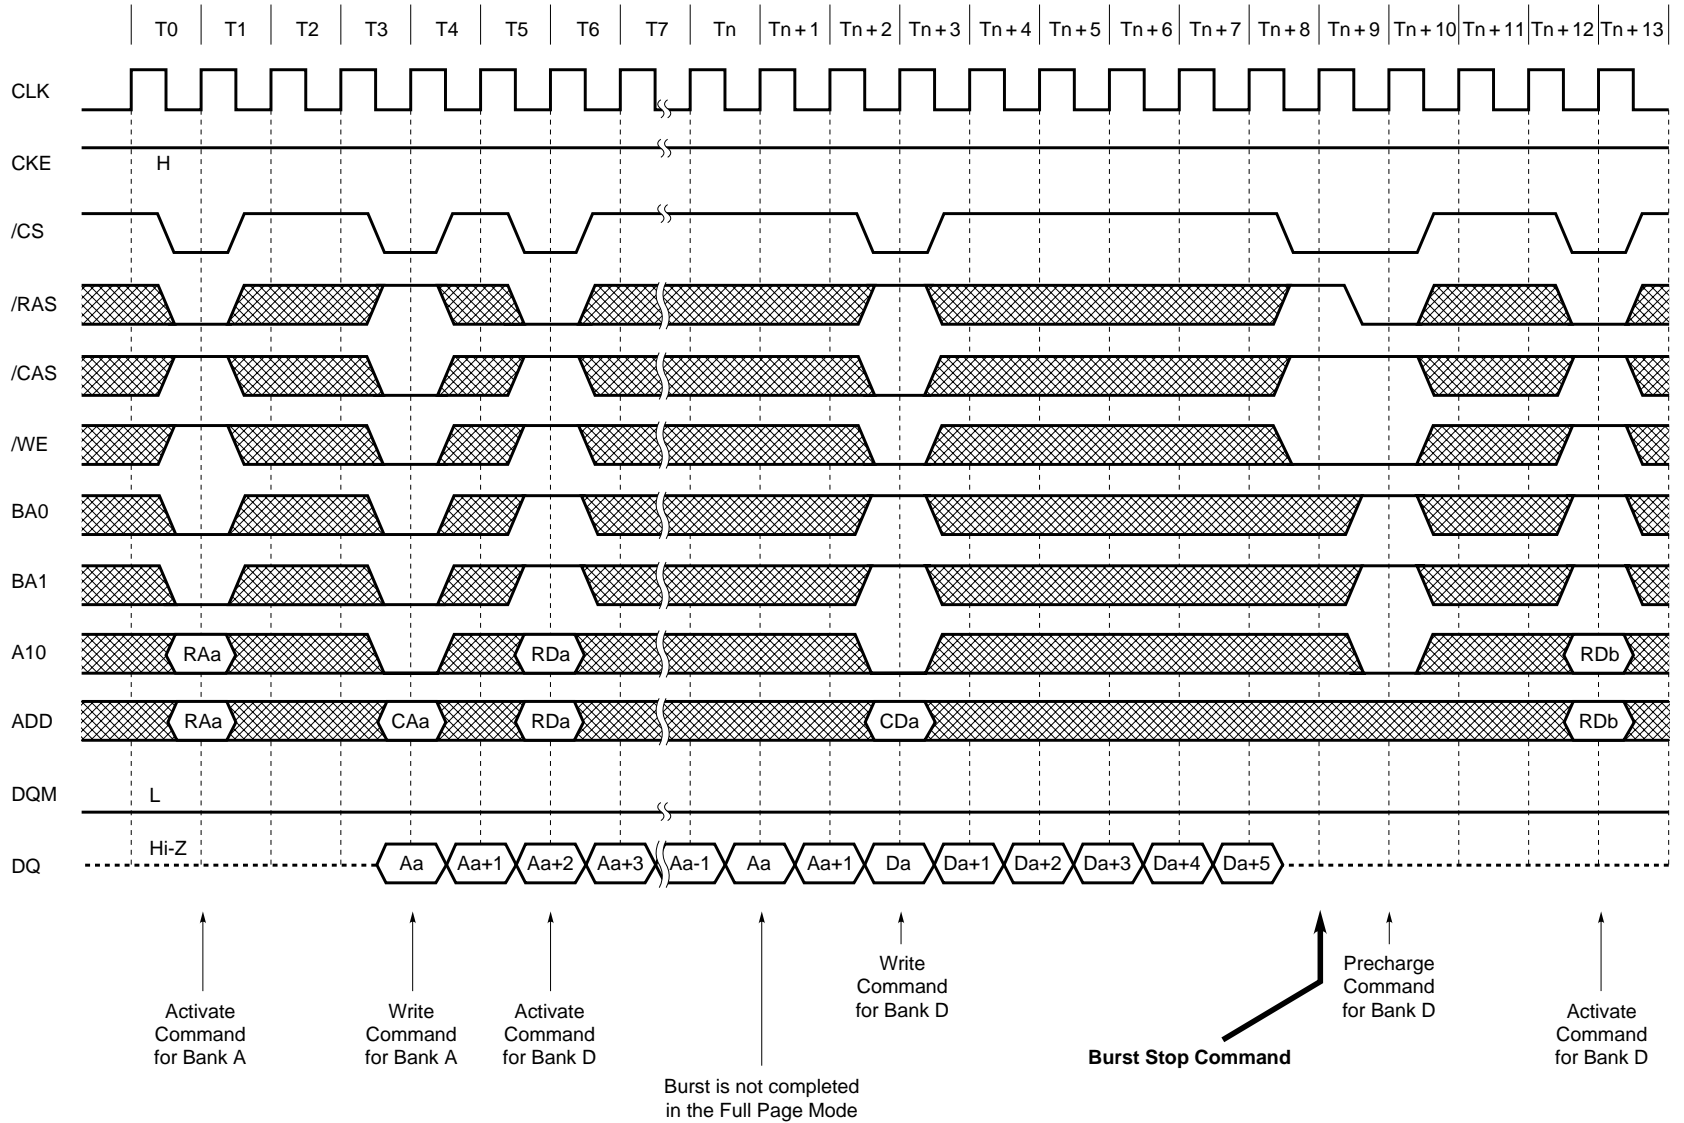 T0 T1 T2 T3 T4 T5 T6 T7 Tn Tn + 1 Tn + 2 Tn + 3 Tn + 4 Tn + 5 Tn + 6 Tn + 7 Tn + 8 Tn + 9 Tn + 10 Tn + 11 Tn + 12 Tn + 13
CLK
CKE H
/CS
/RAS
/CAS
/WE
BA0
BA1
A10 RAa RDa RDb
ADD RAa CAa RDa CDa RDb
DQM L
DQ Hi-Z Aa Aa+1 Aa+2 Aa+3 Aa-1 Aa Aa+1 Da Da+1 Da+2 Da+3 Da+4 Da+5
Activate
Command
for Bank A
Write
Command
for Bank A
Activate
Command
for Bank D
Burst is not completed
in the Full Page Mode
Write
Command
for Bank D
Burst Stop Command
Precharge
Command
for Bank D
Activate
Command
for Bank D